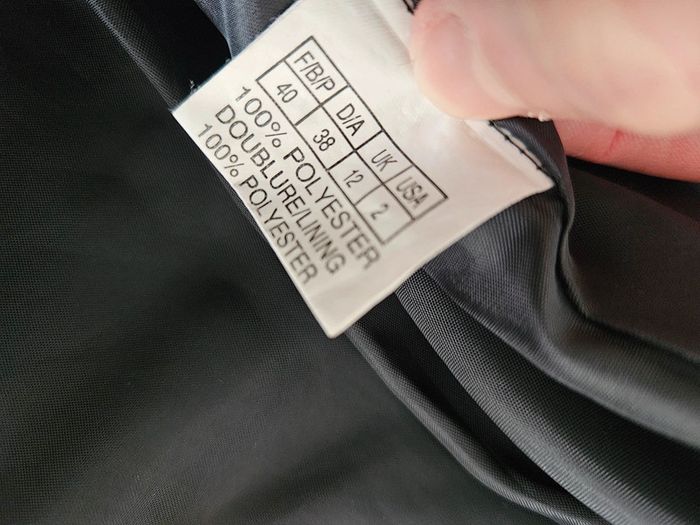 F/B/P D/A UK USA
40 38 12 2
100% POLYESTER
DOUBLURE/LINING
100% POLYESTER